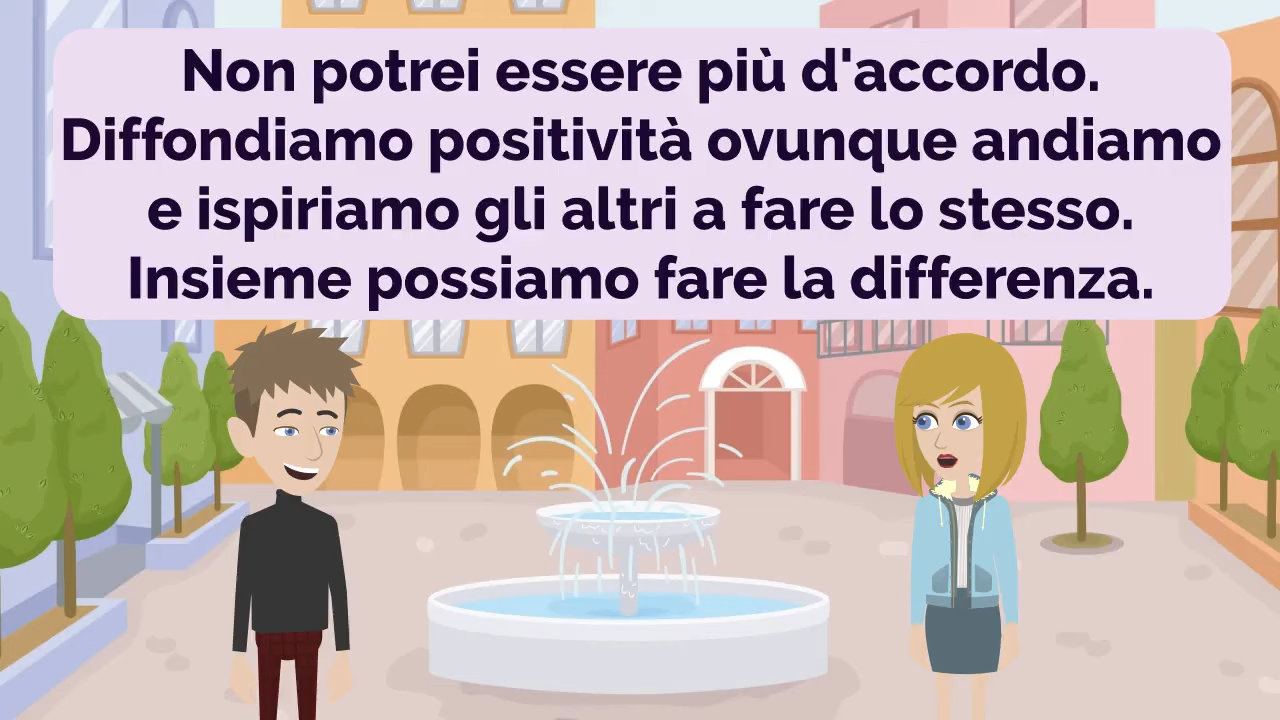 Non potrei essere più d'accordo.
Diffondiamo positività ovunque andiamo
e ispiriamo gli altri a fare lo stesso.
Insieme possiamo fare la differenza.